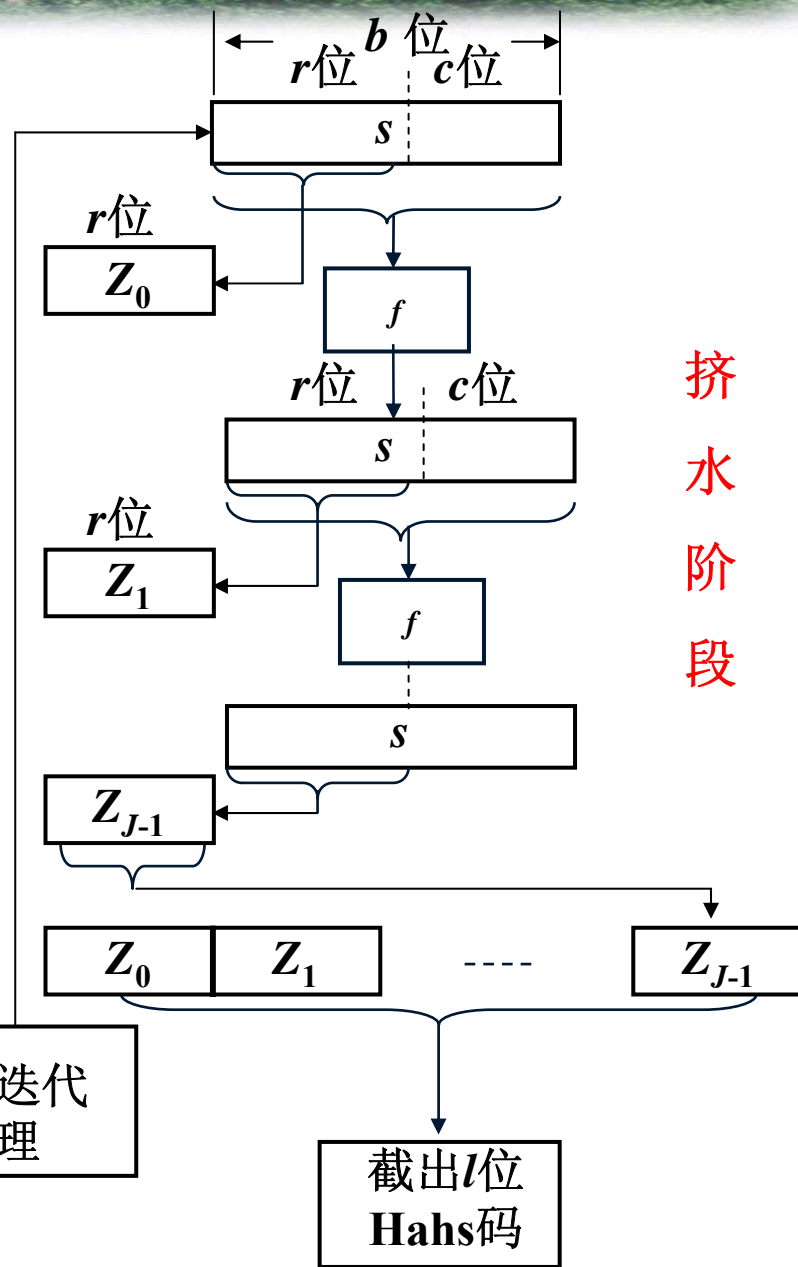 b 位
r位 c位
s
r位
Z0
f
r位 c位
s
r位
Z1
f
s
ZJ-1
Z0 Z1 ---- ZJ-1
挤
水
阶
段
迭代
理
截出l位
Hahs码